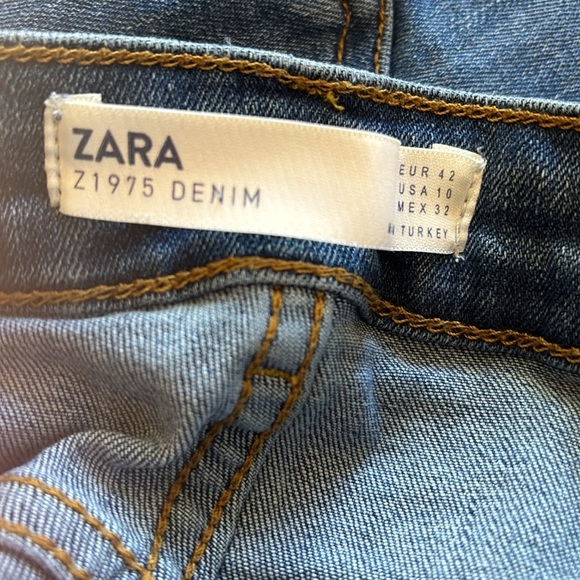 ZARA
Z1975 DENIM
EUR 42
USA 10
MEX 32
TURKEY